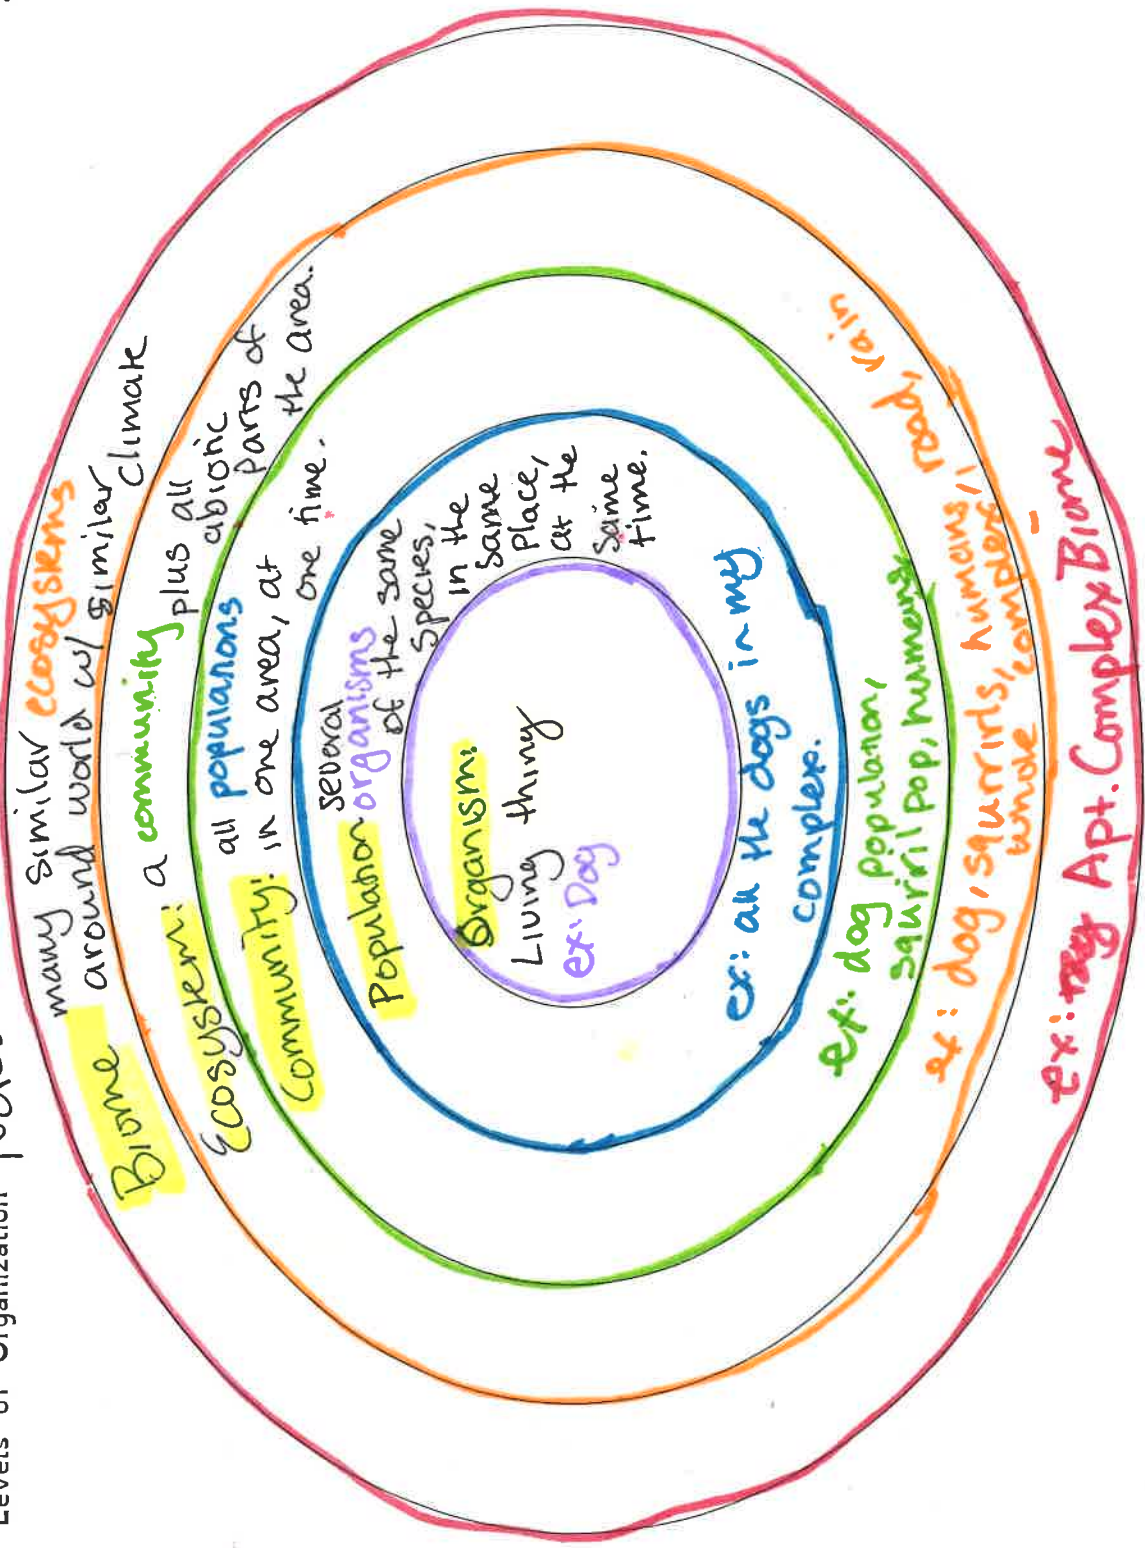 Levels of Organization
Biome
many similar ecosystems
around world w/ similar
climate
Ecosystem: a community plus all
abiotic
parts of
the area.
Community: all populations
in one area, at
one time.
Population several
organisms
of the same
species,
in the
same
place,
at the
same
time.
Organism:
Living thing
ex: Dog
ex: all the dogs in my
complex.
ex: dog population,
squirril pop, humans
ex: dog, squrrirls, humans, road, rain
whole complex
ex: Apt. Complex Biome